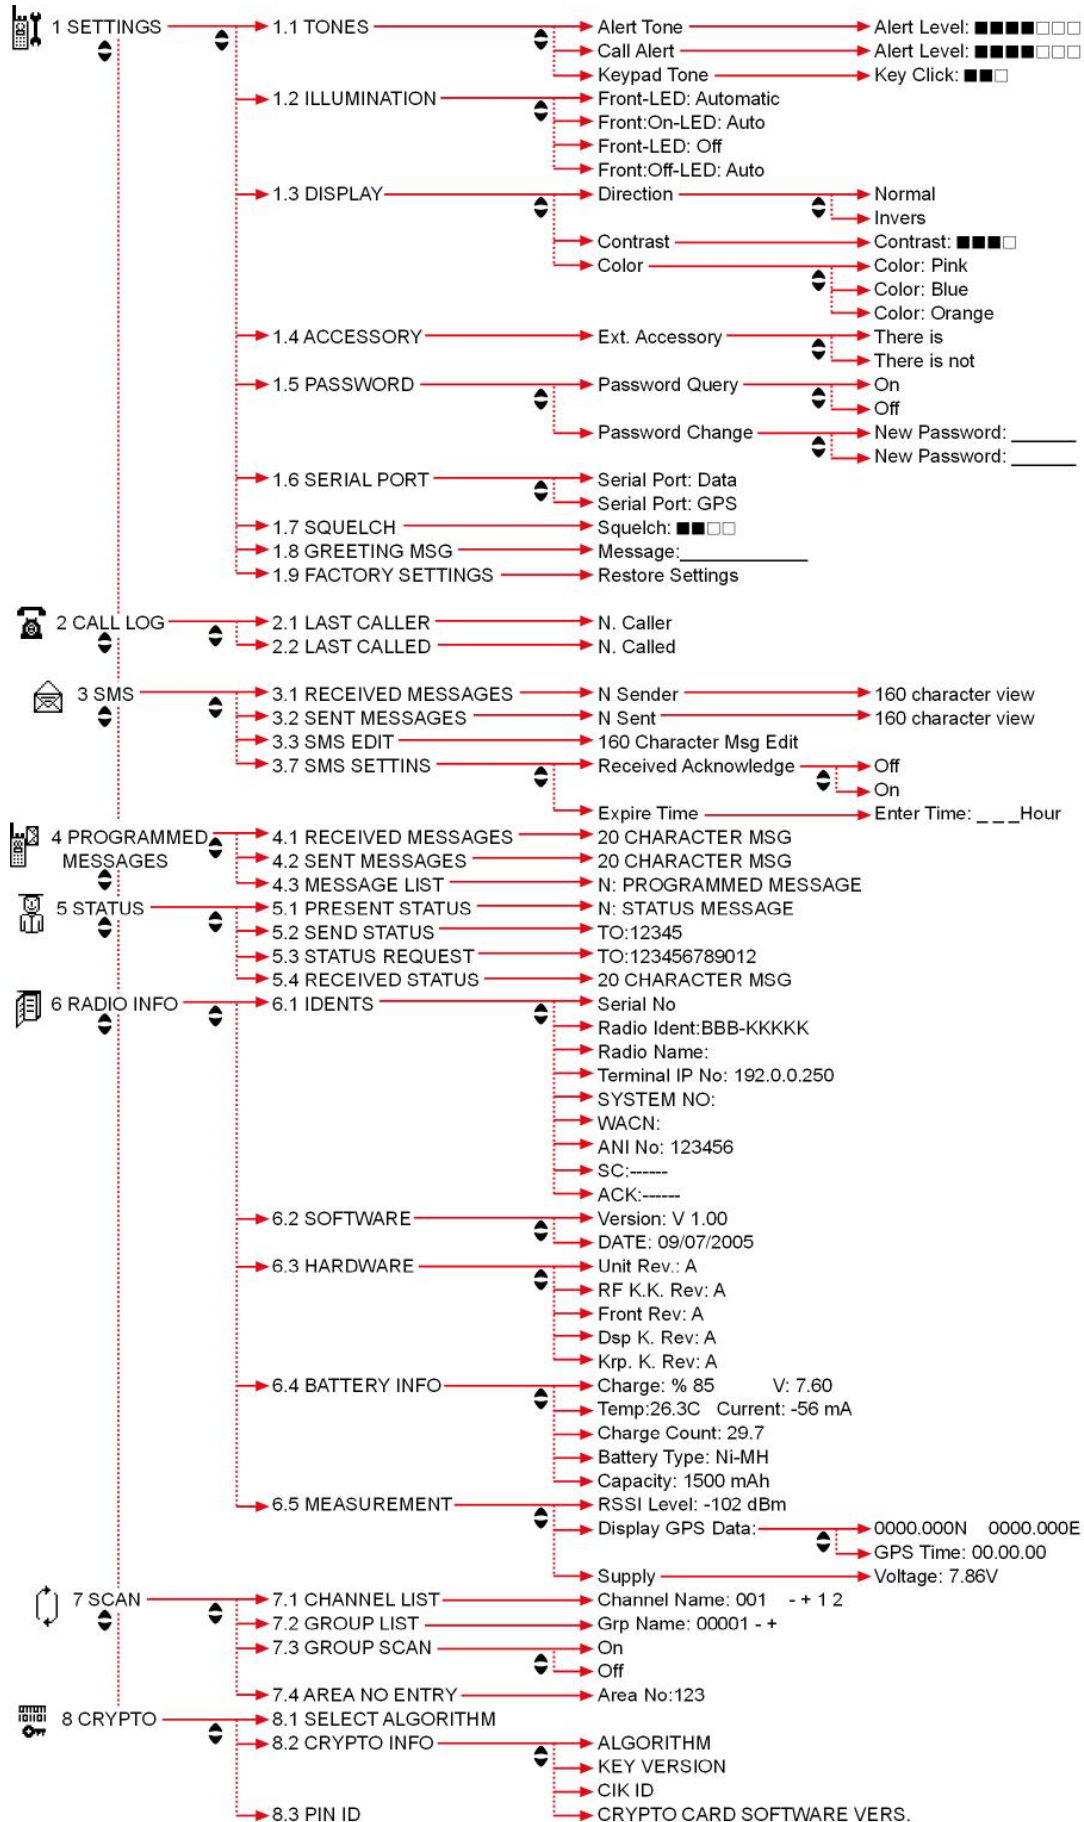 1 SETTINGS 1.1 TONES Alert Tone Alert Level: ■■■■□□□
Call Alert Alert Level: ■■■■□□□
Keypad Tone Key Click: ■■□
1.2 ILLUMINATION Front-LED: Automatic
Front:On-LED: Auto
Front-LED: Off
Front:Off-LED: Auto
1.3 DISPLAY Direction Normal
Invers
Contrast Contrast: ■■■□
Color Color: Pink
Color: Blue
Color: Orange
1.4 ACCESSORY Ext. Accessory There is
There is not
1.5 PASSWORD Password Query On
Off
Password Change New Password: ______
New Password: ______
1.6 SERIAL PORT Serial Port: Data
Serial Port: GPS
1.7 SQUELCH Squelch: ■■□□
1.8 GREETING MSG Message:____________
1.9 FACTORY SETTINGS Restore Settings
2 CALL LOG 2.1 LAST CALLER N. Caller
2.2 LAST CALLED N. Called
3 SMS 3.1 RECEIVED MESSAGES N Sender 160 character view
3.2 SENT MESSAGES N Sent 160 character view
3.3 SMS EDIT 160 Character Msg Edit
3.7 SMS SETTINS Received Acknowledge Off
On
Expire Time Enter Time: _ _ _Hour
4 PROGRAMMED 4.1 RECEIVED MESSAGES 20 CHARACTER MSG
MESSAGES 4.2 SENT MESSAGES 20 CHARACTER MSG
4.3 MESSAGE LIST N: PROGRAMMED MESSAGE
5 STATUS 5.1 PRESENT STATUS N: STATUS MESSAGE
5.2 SEND STATUS TO:12345
5.3 STATUS REQUEST TO:123456789012
5.4 RECEIVED STATUS 20 CHARACTER MSG
6 RADIO INFO 6.1 IDENTS Serial No
Radio Ident:BBB-KKKKK
Radio Name:
Terminal IP No: 192.0.0.250
SYSTEM NO:
WACN:
ANI No: 123456
SC:------
ACK:------
6.2 SOFTWARE Version: V 1.00
DATE: 09/07/2005
6.3 HARDWARE Unit Rev.: A
RF K.K. Rev: A
Front Rev: A
Dsp K. Rev: A
Krp. K. Rev: A
6.4 BATTERY INFO Charge: % 85 V: 7.60
Temp:26.3C Current: -56 mA
Charge Count: 29.7
Battery Type: Ni-MH
Capacity: 1500 mAh
6.5 MEASUREMENT RSSI Level: -102 dBm
Display GPS Data: 0000.000N 0000.000E
GPS Time: 00.00.00
Supply Voltage: 7.86V
7 SCAN 7.1 CHANNEL LIST Channel Name: 001 - + 1 2
7.2 GROUP LIST Grp Name: 00001 - +
7.3 GROUP SCAN On
Off
7.4 AREA NO ENTRY Area No:123
8 CRYPTO 8.1 SELECT ALGORITHM
8.2 CRYPTO INFO ALGORITHM
KEY VERSION
CIK ID
8.3 PIN ID CRYPTO CARD SOFTWARE VERS.